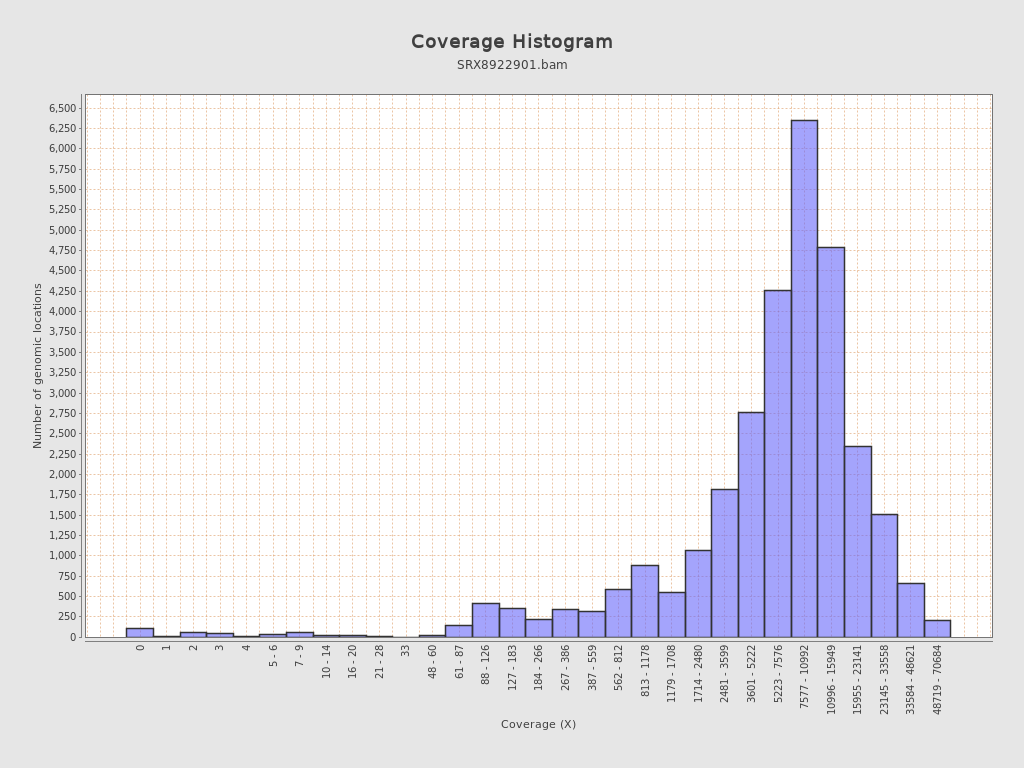 Coverage Histogram
SRX8922901.bam
Number of genomic locations
6,500
6,250
6,000
5,750
5,500
5,250
5,000
4,750
4,500
4,250
4,000
3,750
3,500
3,250
3,000
2,750
2,500
2,250
2,000
1,750
1,500
1,250
1,000
750
500
250
0
0
1
2
3
4
5 - 6
7 - 9
10 - 14
16 - 20
21 - 28
33
48 - 60
61 - 87
88 - 126
127 - 183
184 - 266
267 - 386
387 - 559
562 - 812
813 - 1178
1179 - 1708
1714 - 2480
2481 - 3599
3601 - 5222
5223 - 7576
7577 - 10992
10996 - 15949
15955 - 23141
23145 - 33558
33584 - 48621
48719 - 70684
Coverage (X)